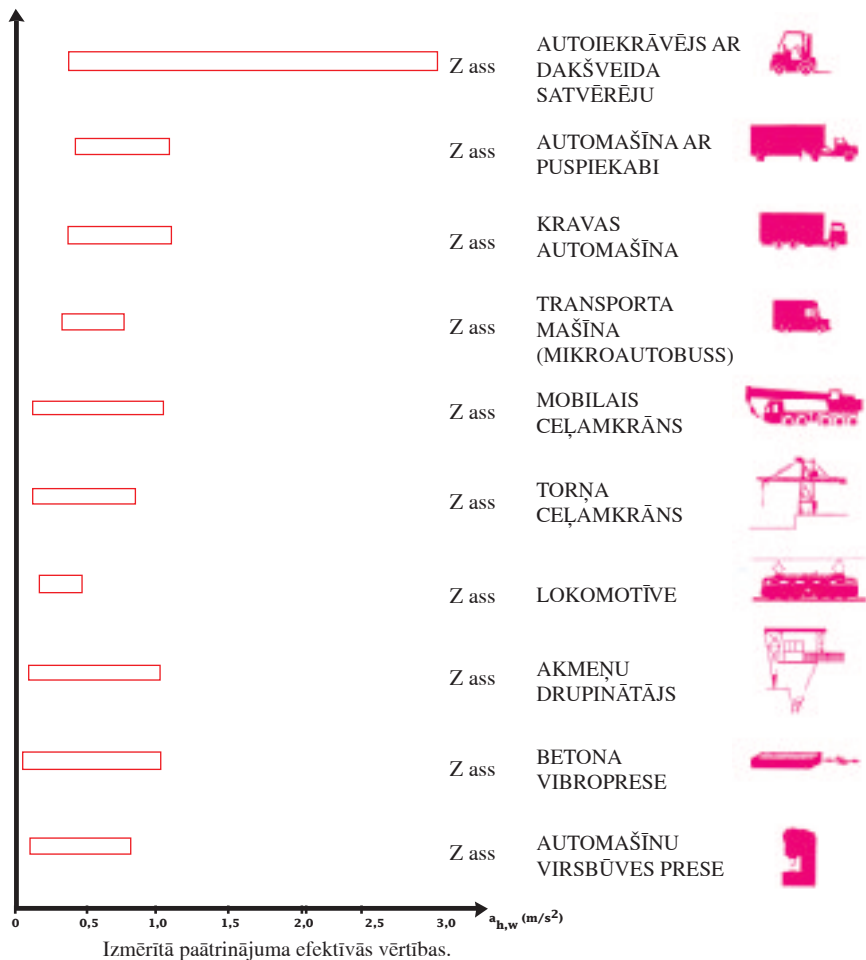 Z ass
AUTOIEKRĀVĒJS AR
DAKŠVEIDA
SATVĒRĒJU
Z ass
AUTOMAŠĪNA AR
PUSPIEKABI
Z ass
KRAVAS
AUTOMAŠĪNA
Z ass
TRANSPORTA
MAŠĪNA
(MIKROAUTOBUSS)
Z ass
MOBILAIS
CEĻAMKRĀNS
Z ass
TORŅA
CEĻAMKRĀNS
Z ass
LOKOMOTĪVE
Z ass
AKMEŅU
DRUPINĀTĀJS
Z ass
BETONA
VIBROPRESE
Z ass
AUTOMAŠĪNU
VIRSBŪVES PRESE
0 0,5 1,0 1,5 2,0 2,5 3,0 a_h,w (m/s²)
Izmērītā paātrinājuma efektīvās vērtības.